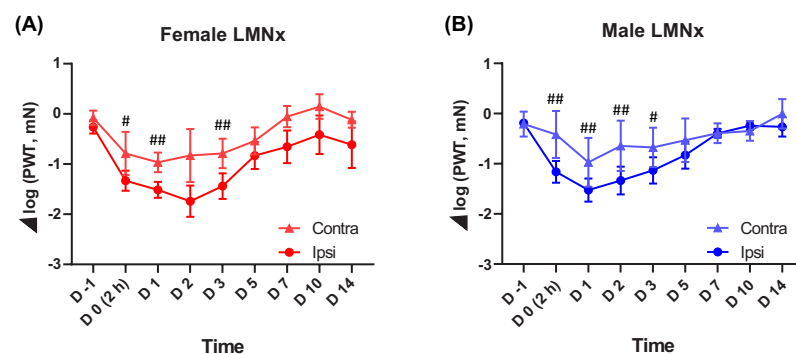 (A)
Female LMNx
1
0
-1
-2
-3
◢ log (PWT, mN)
#
##
##
Contra
Ipsi
D -1
D 0 (2 h)
D 1
D 2
D 3
D 5
D 7
D 10
D 14
Time
(B)
Male LMNx
1
0
-1
-2
-3
◢ log (PWT, mN)
##
##
##
#
Contra
Ipsi
D -1
D 0 (2 h)
D 1
D 2
D 3
D 5
D 7
D 10
D 14
Time